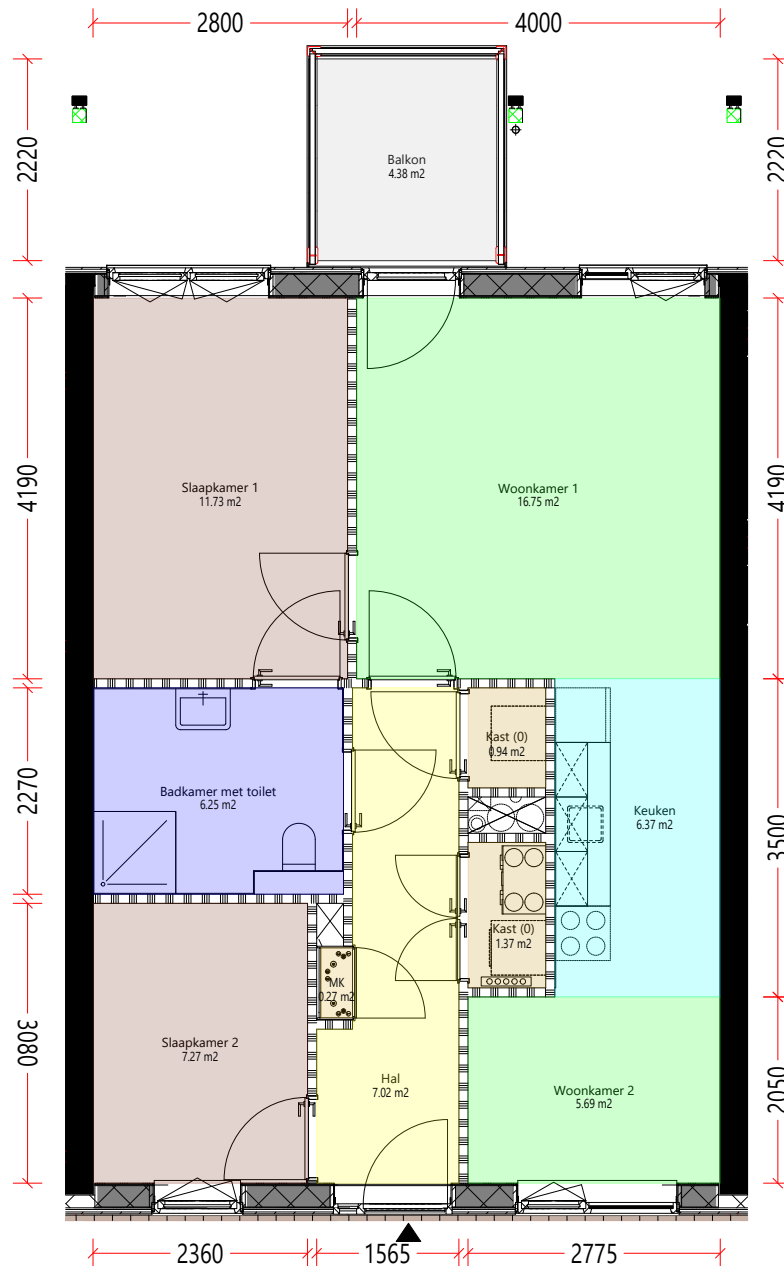 2800
4000
2220
2220
Balkon
4.38 m2
4190
4190
Slaapkamer 1
11.73 m2
Woonkamer 1
16.75 m2
2270
3500
Kast (0)
0.94 m2
Badkamer met toilet
6.25 m2
Keuken
6.37 m2
Kast (0)
1.37 m2
MK
0.27 m2
3080
2050
Slaapkamer 2
7.27 m2
Hal
7.02 m2
Woonkamer 2
5.69 m2
2360
1565
2775